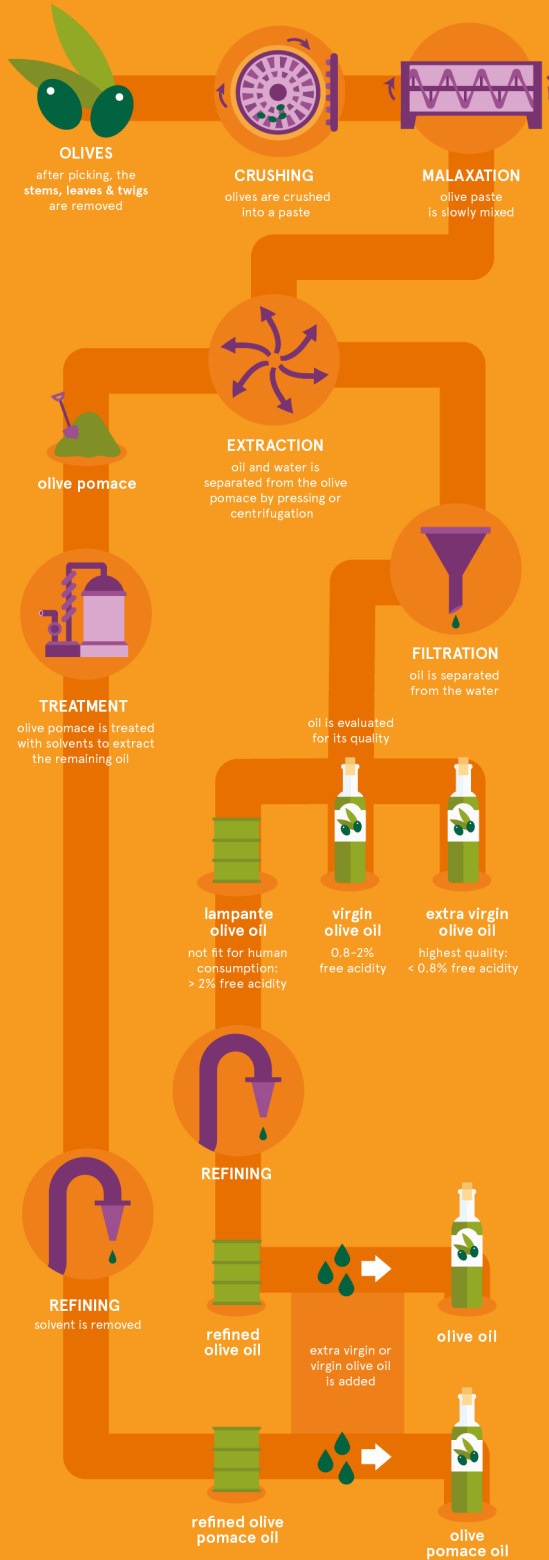 OLIVES
after picking, the
stems, leaves & twigs
are removed
CRUSHING
olives are crushed
into a paste
MALAXATION
olive paste
is slowly mixed
EXTRACTION
oil and water is
separated from the olive
pomace by pressing or
centrifugation
olive pomace
FILTRATION
oil is separated
from the water
TREATMENT
olive pomace is treated
with solvents to extract
the remaining oil
oil is evaluated
for its quality
lampante
olive oil
not fit for human
consumption:
> 2% free acidity
virgin
olive oil
0.8-2%
free acidity
extra virgin
olive oil
highest quality:
< 0.8% free acidity
REFINING
REFINING
solvent is removed
refined
olive oil
extra virgin or
virgin olive oil
is added
olive oil
refined olive
pomace oil
olive
pomace oil